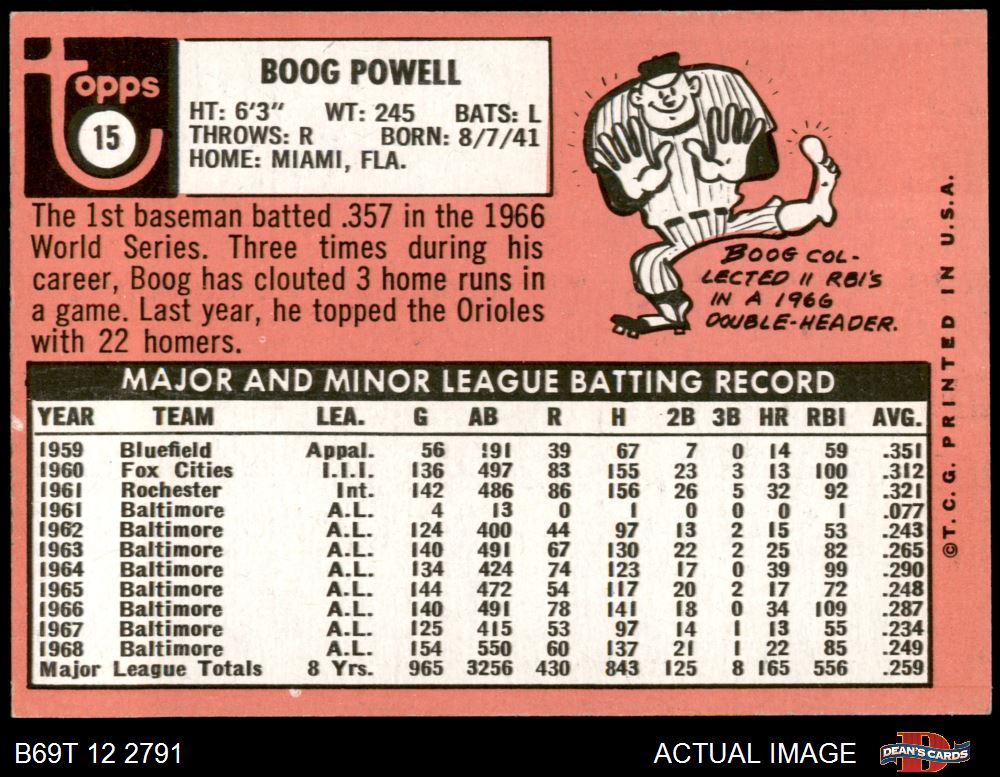 topps
15
BOOG POWELL
HT: 6'3" WT: 245 BATS: L
THROWS: R BORN: 8/7/41
HOME: MIAMI, FLA.
The 1st baseman batted .357 in the 1966
World Series. Three times during his
career, Boog has clouted 3 home runs in
a game. Last year, he topped the Orioles
with 22 homers.
BOOG COL-
LECTED 11 RBI'S
IN A 1966
DOUBLE-HEADER.
©T.C.G. PRINTED IN U.S.A.
MAJOR AND MINOR LEAGUE BATTING RECORD
YEAR TEAM LEA. G AB R H 2B 3B HR RBI AVG.
1959 Bluefield Appal. 56 191 39 67 7 0 14 59 .351
1960 Fox Cities I.I.I. 136 497 83 155 23 3 13 100 .312
1961 Rochester Int. 142 486 86 156 26 5 32 92 .321
1961 Baltimore A.L. 4 13 0 1 0 0 0 1 .077
1962 Baltimore A.L. 124 400 44 97 13 2 15 53 .243
1963 Baltimore A.L. 140 491 67 130 22 2 25 82 .265
1964 Baltimore A.L. 134 424 74 123 17 0 39 99 .290
1965 Baltimore A.L. 144 472 54 117 20 2 17 72 .248
1966 Baltimore A.L. 140 491 78 141 18 0 34 109 .287
1967 Baltimore A.L. 125 415 53 97 14 1 13 55 .234
1968 Baltimore A.L. 154 550 60 137 21 1 22 85 .249
Major League Totals 8 Yrs. 965 3256 430 843 125 8 165 556 .259
B69T 12 2791
ACTUAL IMAGE
DEAN'S CARDS